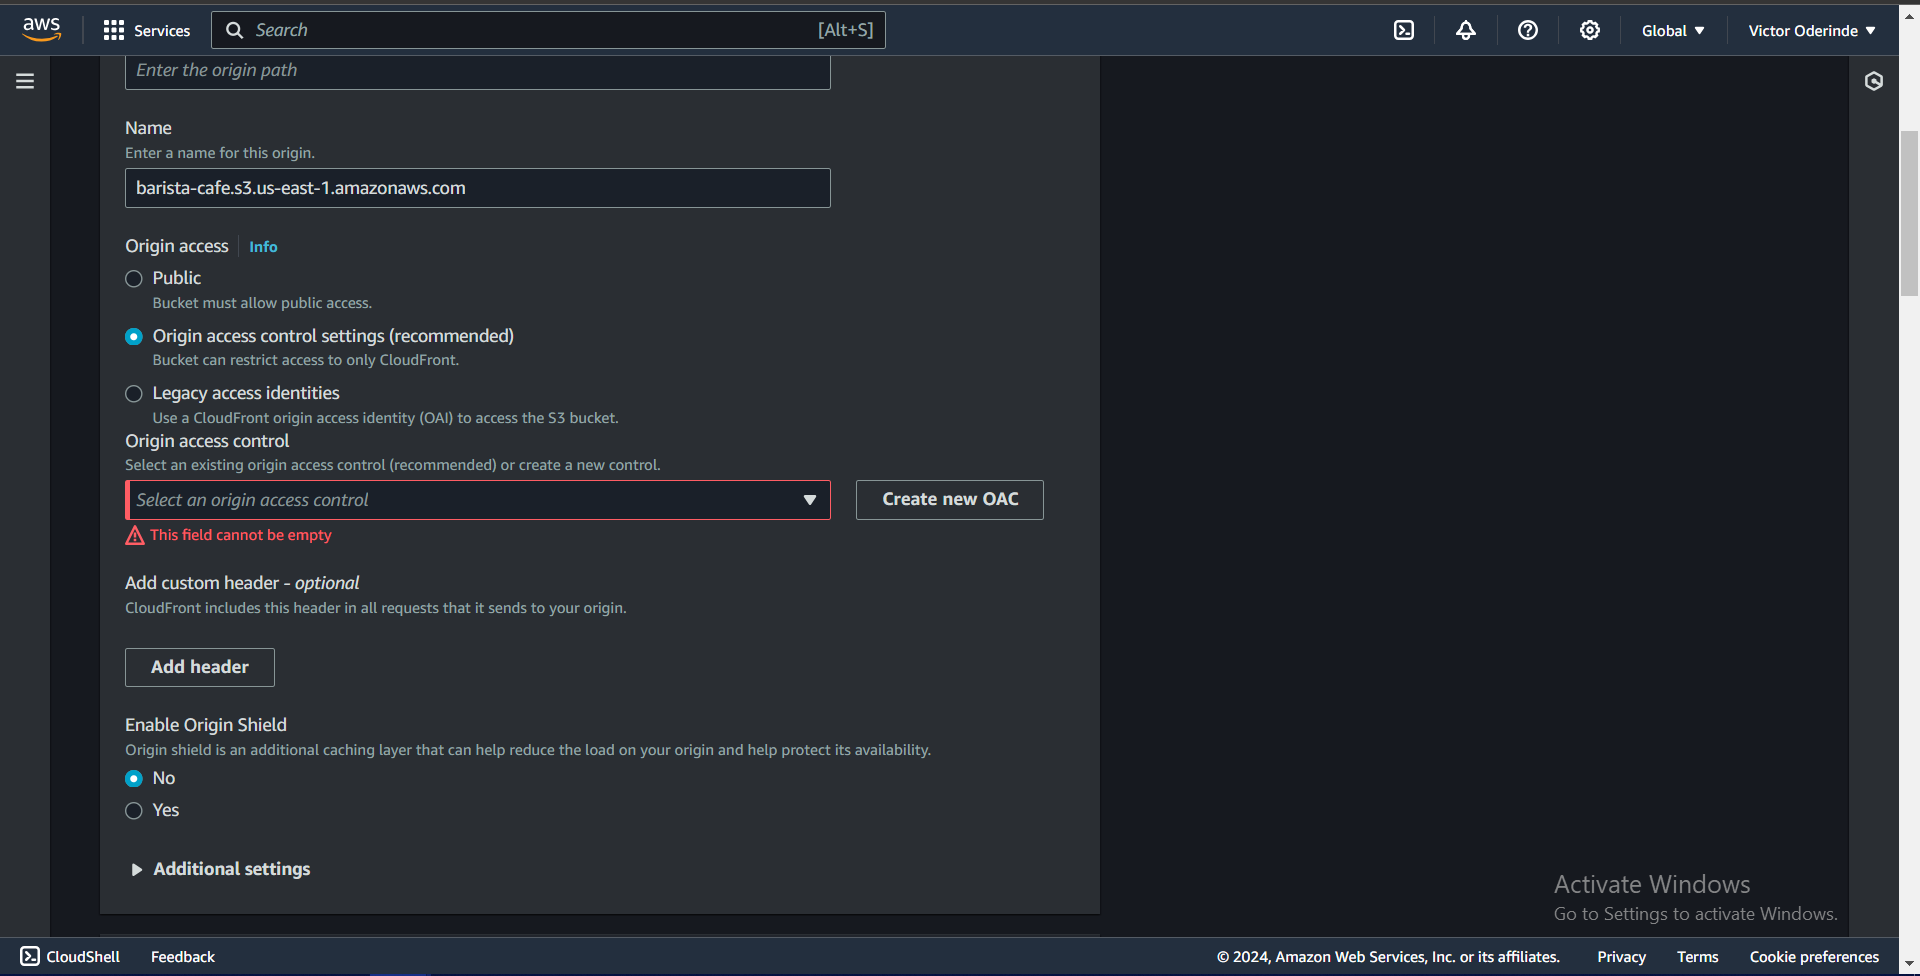 aws
Services
Search
[Alt+S]
Global
Victor Oderinde
Enter the origin path
Name
Enter a name for this origin.
barista-cafe.s3.us-east-1.amazonaws.com
Origin access
Info
Public
Bucket must allow public access.
Origin access control settings (recommended)
Bucket can restrict access to only CloudFront.
Legacy access identities
Use a CloudFront origin access identity (OAI) to access the S3 bucket.
Origin access control
Select an existing origin access control (recommended) or create a new control.
Select an origin access control
Create new OAC
This field cannot be empty
Add custom header - optional
CloudFront includes this header in all requests that it sends to your origin.
Add header
Enable Origin Shield
Origin shield is an additional caching layer that can help reduce the load on your origin and help protect its availability.
No
Yes
Additional settings
Activate Windows
Go to Settings to activate Windows.
CloudShell
Feedback
© 2024, Amazon Web Services, Inc. or its affiliates.
Privacy
Terms
Cookie preferences